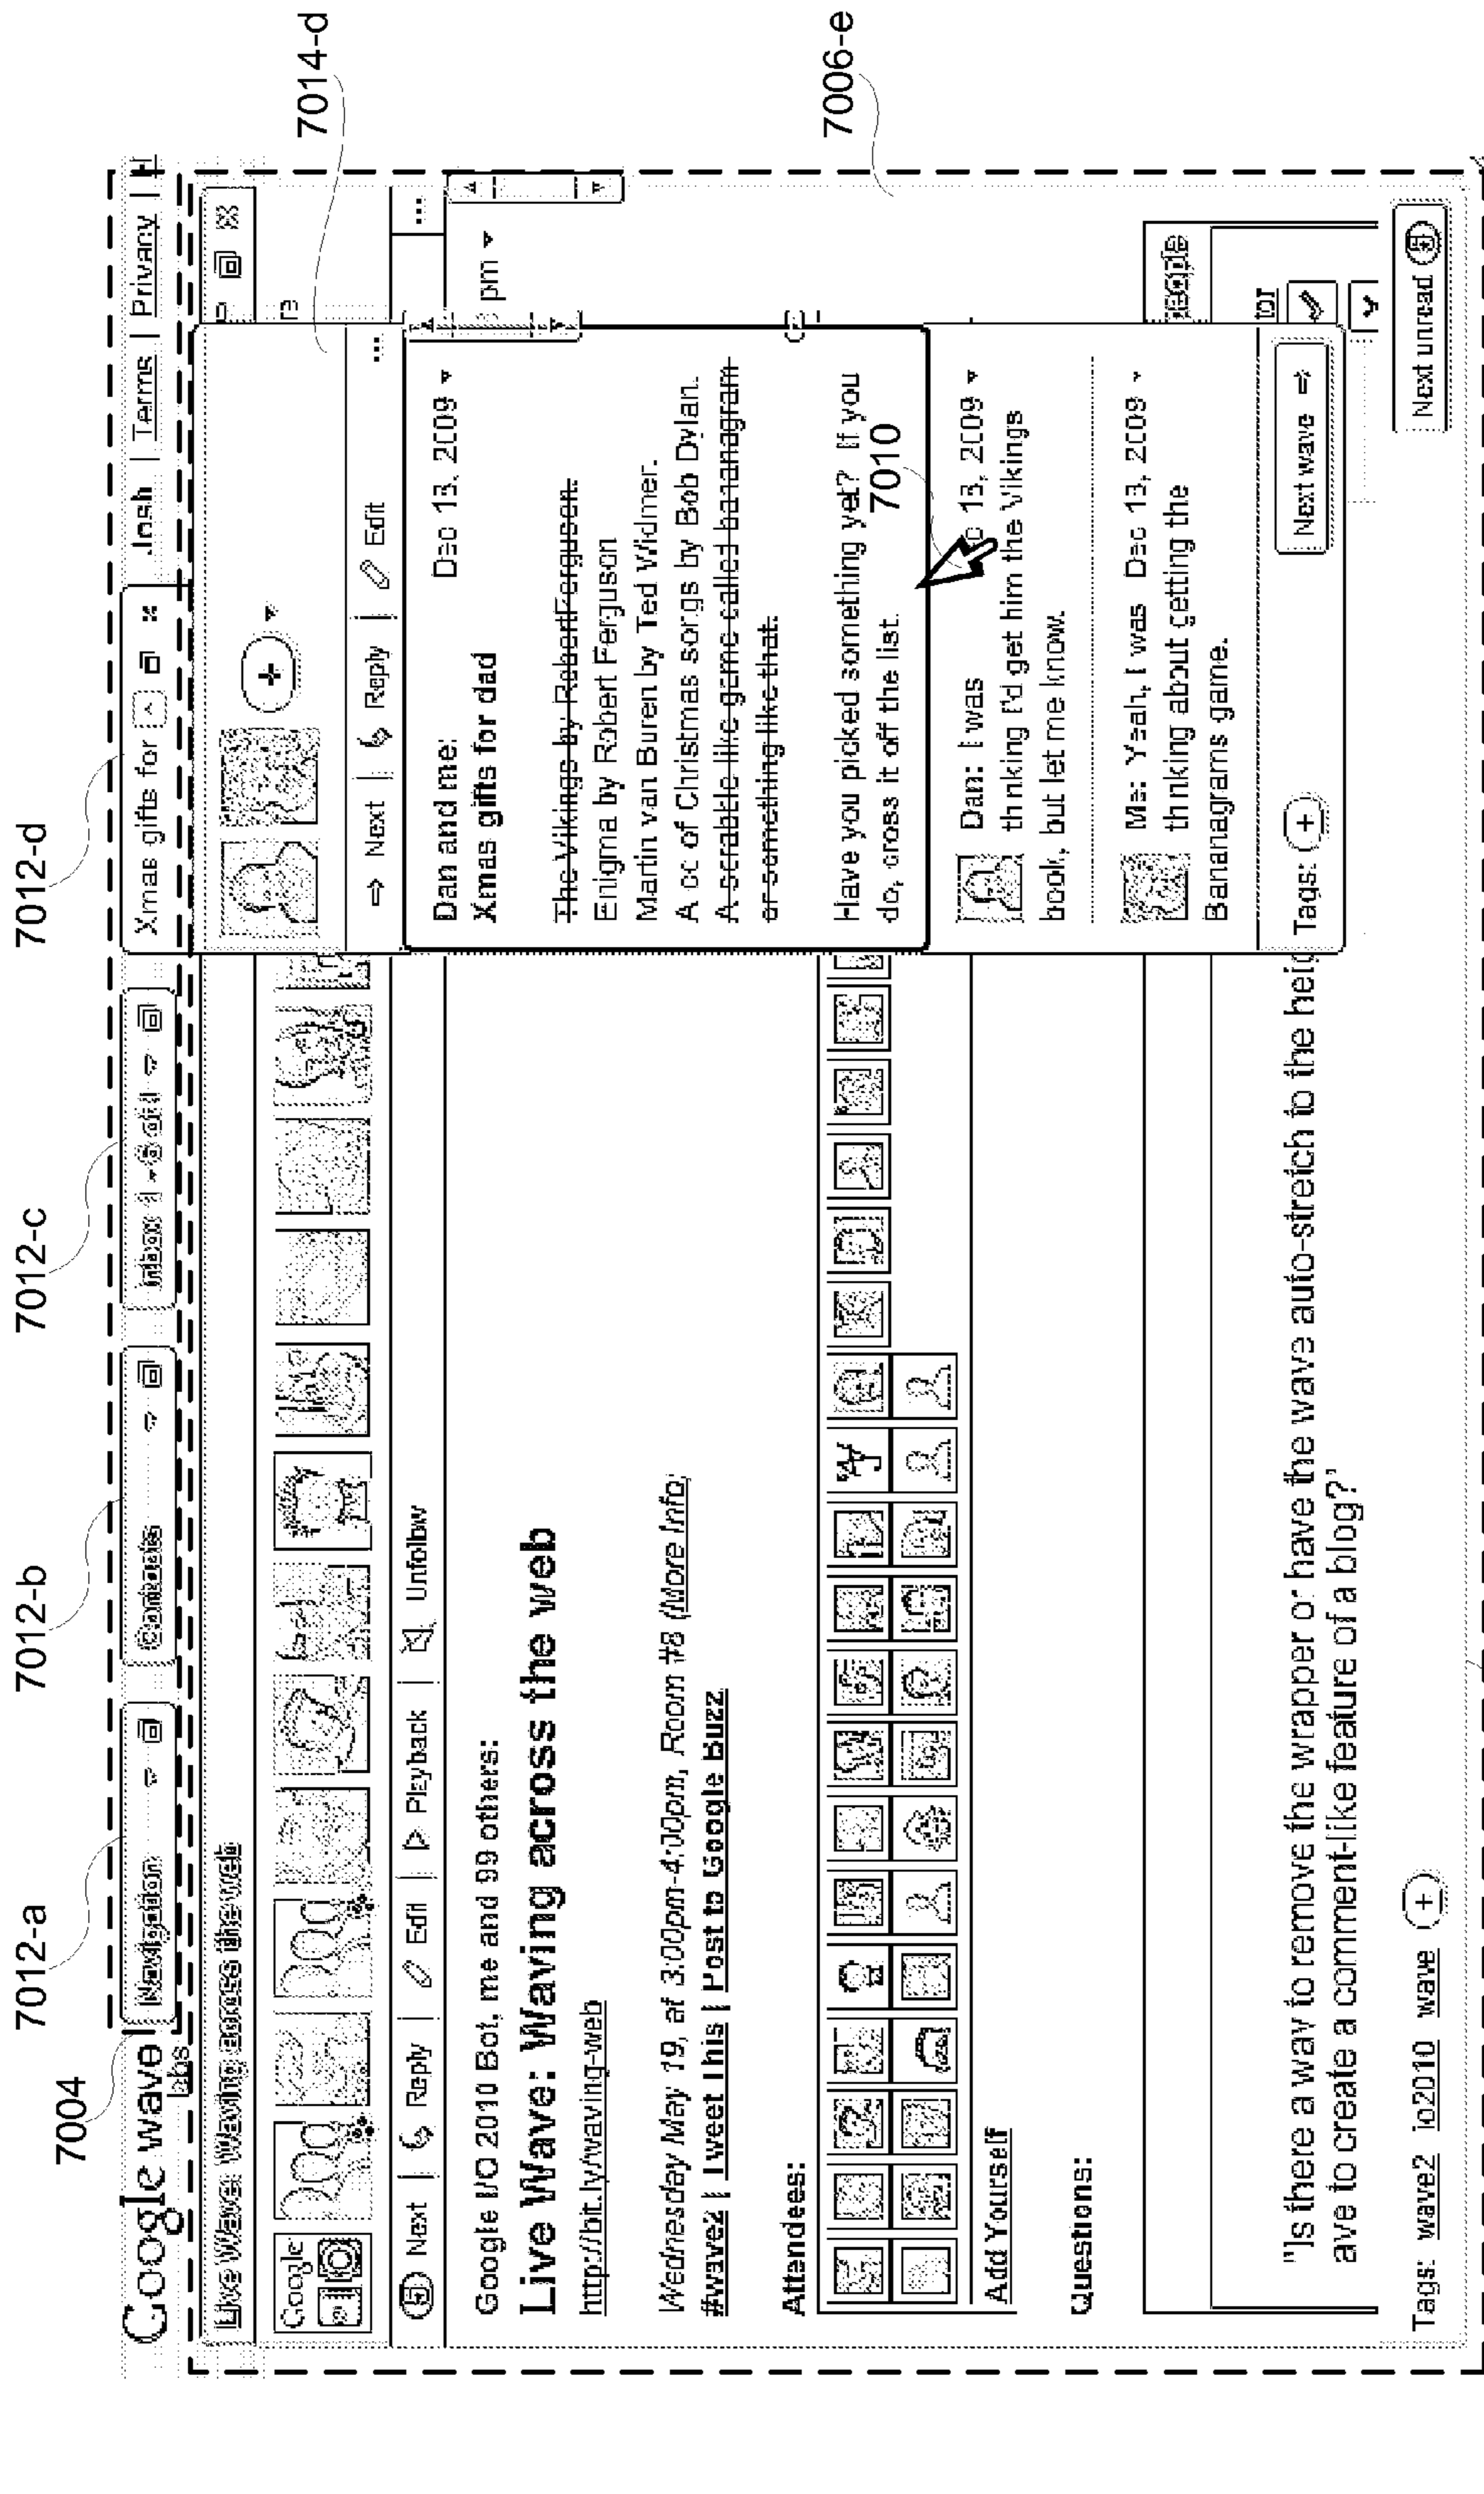 7012-a
7012-b
7012-c
7012-d
7004
7014-d
7006-e
7010
Google wave
labs
Navigation
Contacts
Xmas gifts for
Josh | Terms | Privacy |
Live Wave: Waving across the web
Google
Next | Reply | Edit | Playback | Unfollow
Google I/O 2010 Bot, me and 99 others:
Live Wave: Waving across the web
http://bit.ly/waving-web
Wednesday May 19, at 3:00pm-4:00pm, Room #8 (More Info)
#wave2 | Tweet This | Post to Google Buzz
pm
Attendees:
Add Yourself
Questions:
"Is there a way to remove the wrapper or have the wave auto-stretch to the heig
ave to create a comment-like feature of a blog?"
Tags: wave2 io2010 wave
Next unread
Next | Reply | Edit
Dan and me: Dec 13, 2009
Xmas gifts for dad
The Vikings by Robert Ferguson.
Enigma by Robert Ferguson
Martin van Buren by Ted Widmer.
A cc of Christmas songs by Bob Dylan.
A scrabble like game called bananagram
or something like that.
Have you picked something yet? If you
do, cross it off the list.
Dan: I was c 13, 2009
thinking I'd get him the Vikings
book, but let me know.
Me: Yeah, I was Dec 13, 2009
thinking about getting the
Bananagrams game.
Tags:
Next wave